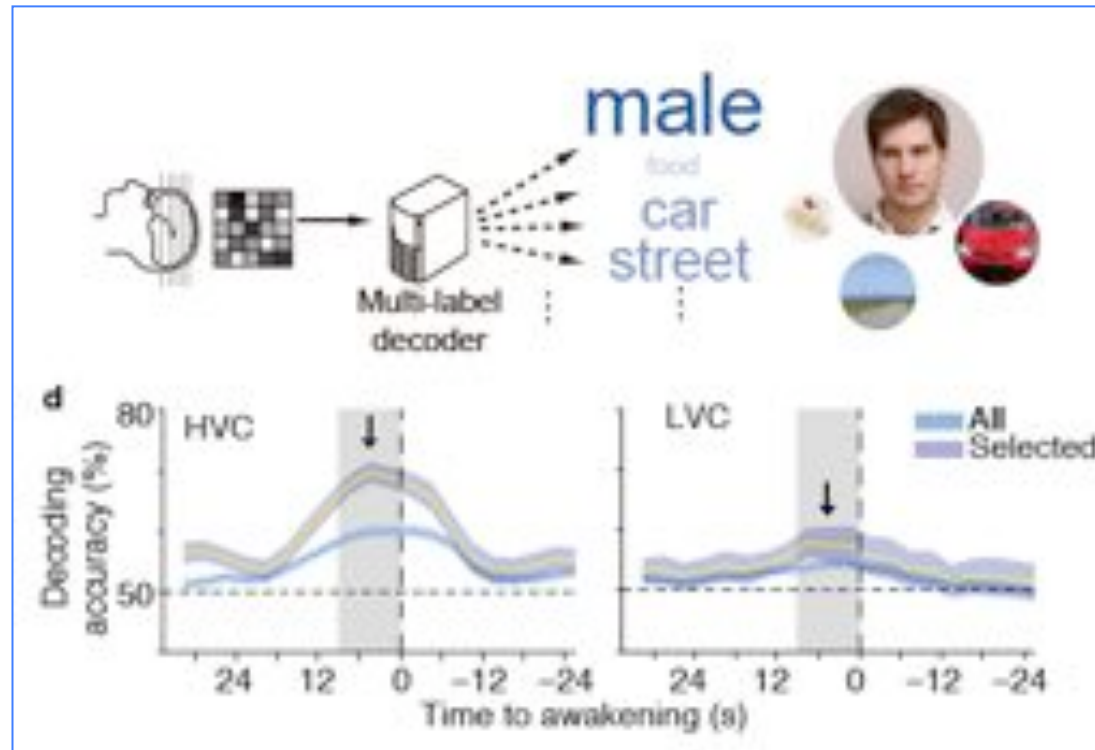 male
food
car
street
Multi-label
decoder
d
80
50
Decoding
accuracy (%)
HVC
LVC
All
Selected
24 12 0 -12 -24
24 12 0 -12 -24
Time to awakening (s)